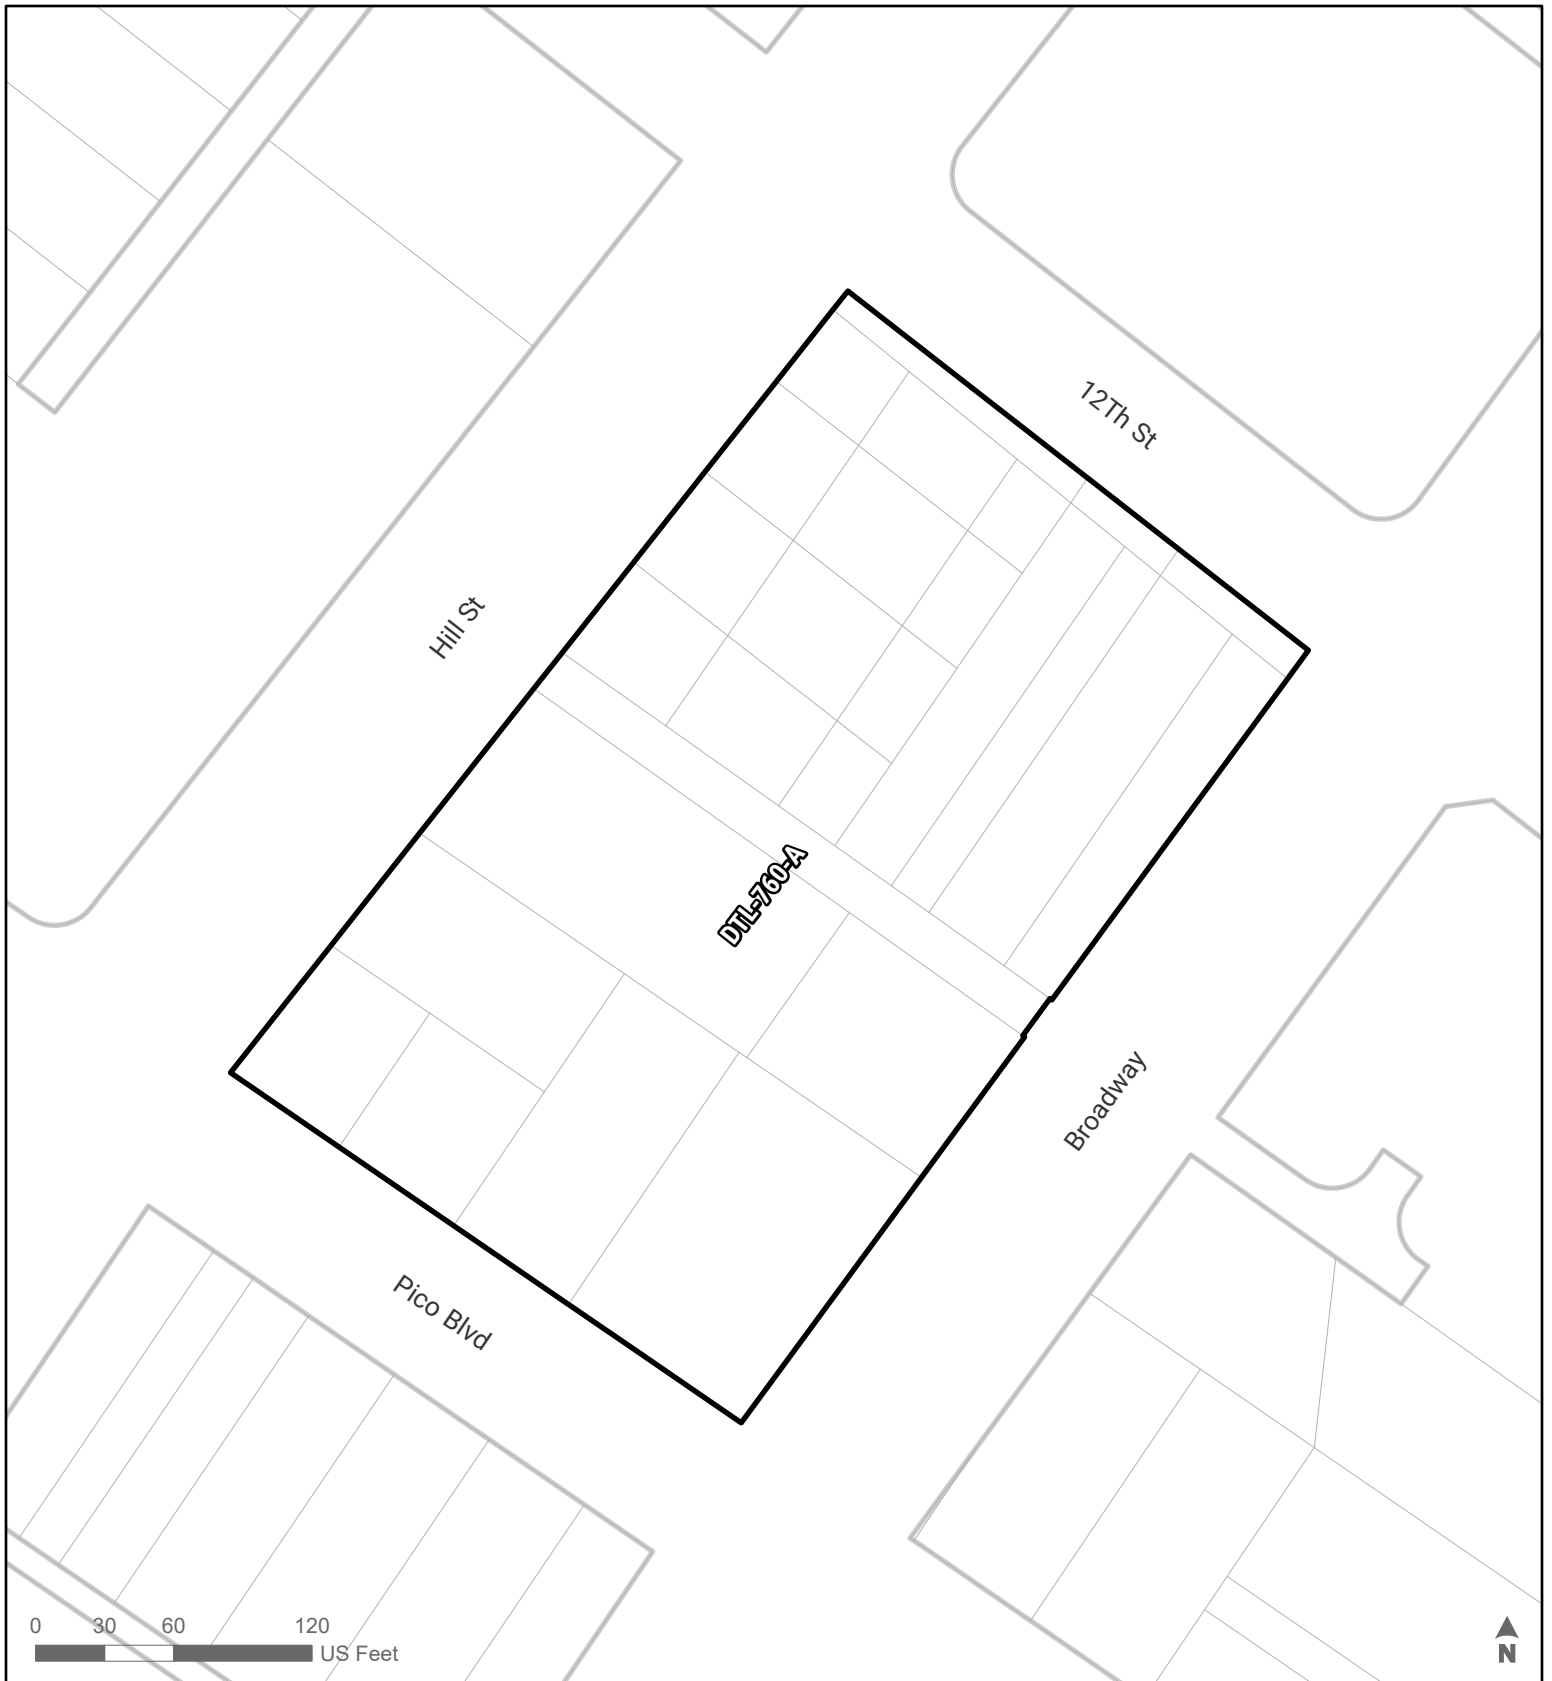 12Th St
Hill St
DTL-760-A
Broadway
Pico Blvd
0 30 60 120
US Feet
N